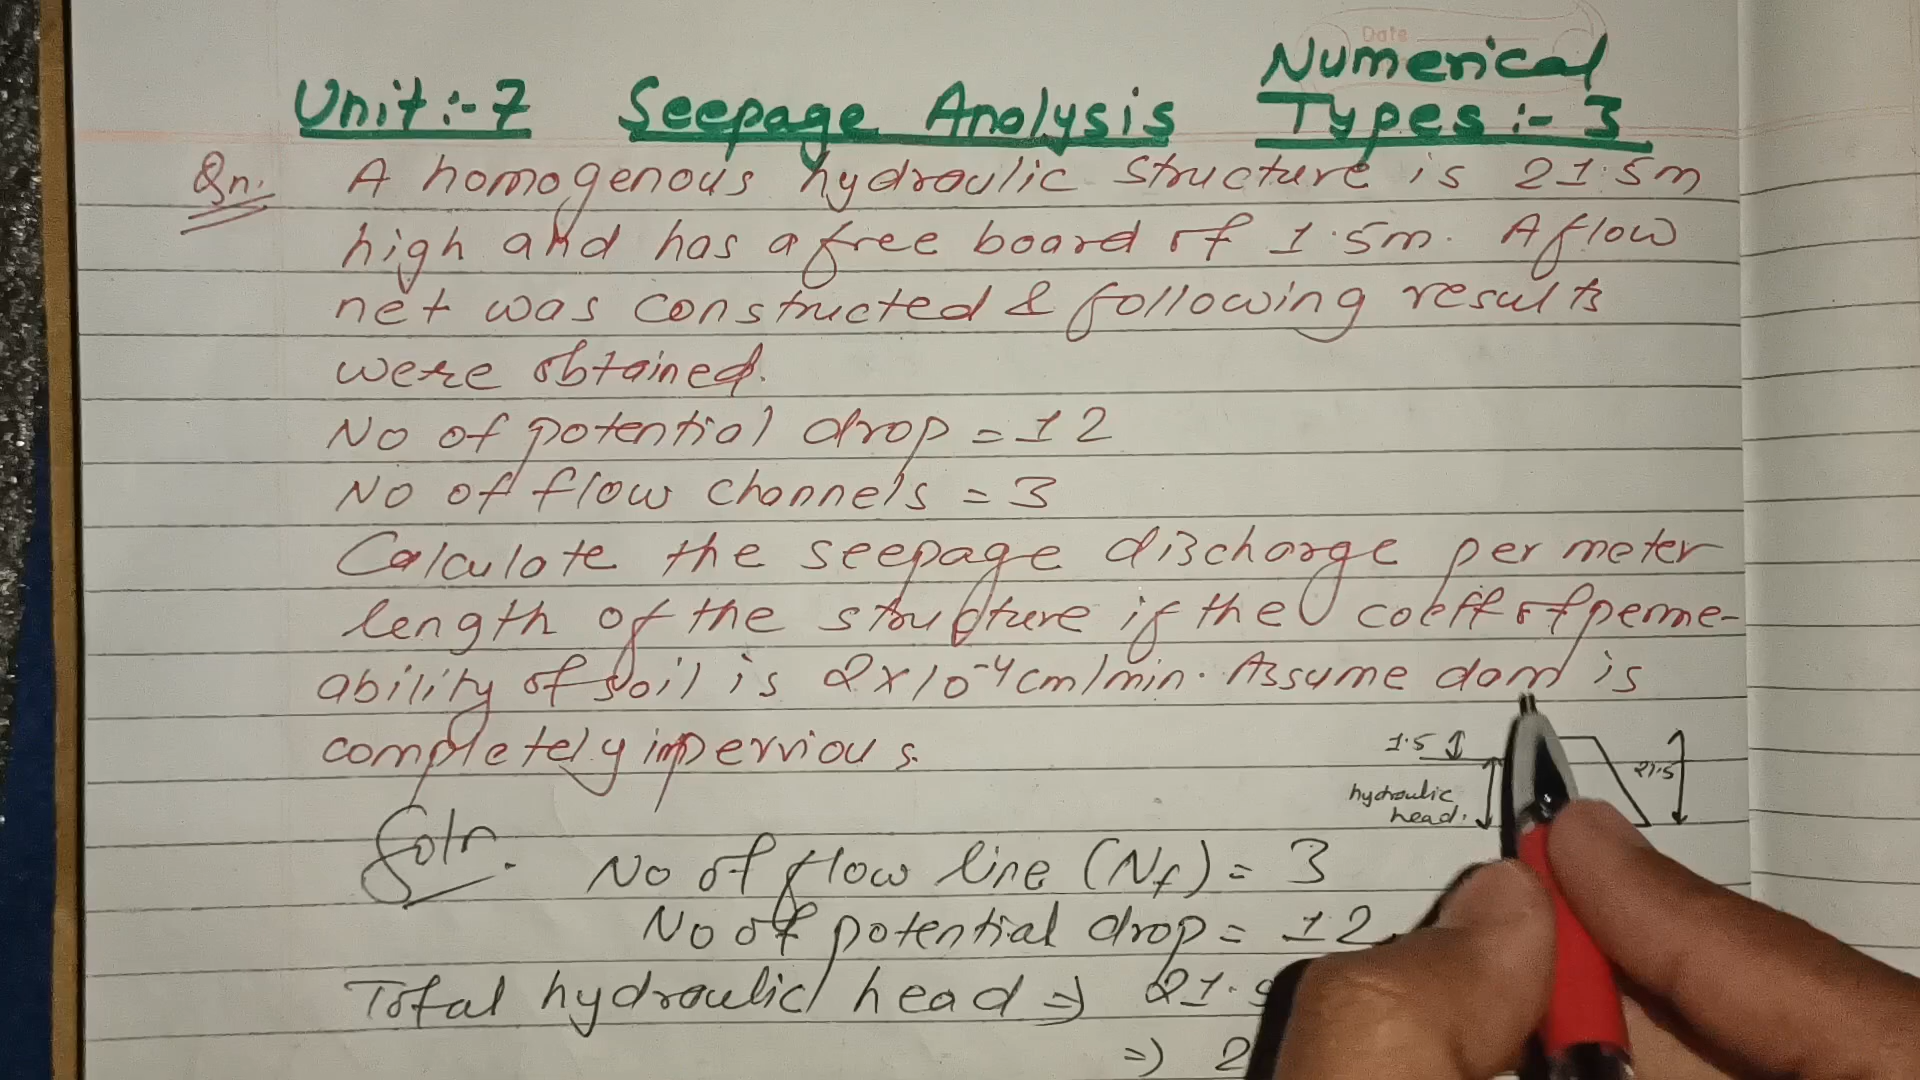 Date
Numerical
Unit:-7 Seepage Analysis Types:- 3
Qn. A homogenous hydraulic structure is 21.5m
high and has a free board of 1.5m. A flow
net was constructed & following results
were obtained.
No of potential drop = 12
No of flow channels = 3
Calculate the seepage discharge per meter
length of the structure if the coeff of perme-
ability of soil is 2x10-4 cm/min. Assume dam is
completely impervious.
1.5
21.5
hydraulic
head.
Soln.
No of flow line (Nf) = 3
No of potential drop = 12
Total hydraulic head =>
=> 2